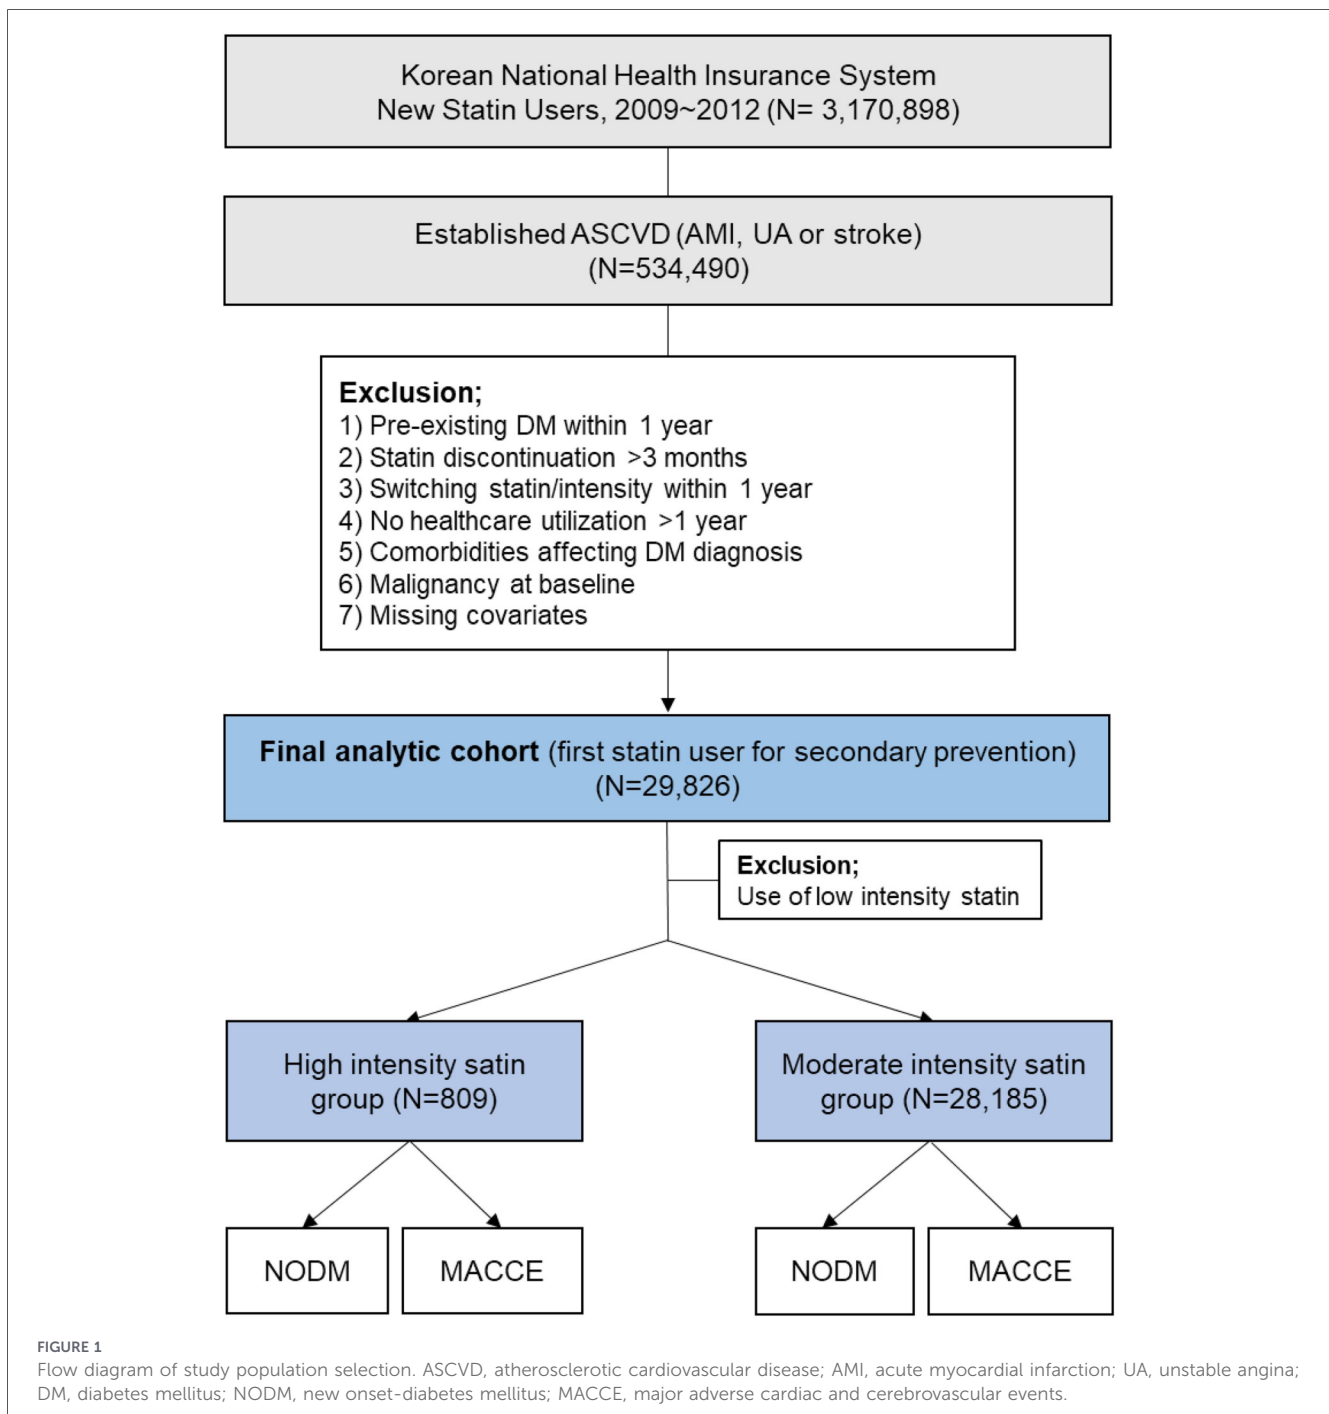 Korean National Health Insurance System
New Statin Users, 2009~2012 (N= 3,170,898)
Established ASCVD (AMI, UA or stroke)
(N=534,490)
Exclusion;
1) Pre-existing DM within 1 year
2) Statin discontinuation >3 months
3) Switching statin/intensity within 1 year
4) No healthcare utilization >1 year
5) Comorbidities affecting DM diagnosis
6) Malignancy at baseline
7) Missing covariates
Final analytic cohort (first statin user for secondary prevention)
(N=29,826)
Exclusion;
Use of low intensity statin
High intensity satin
group (N=809)
Moderate intensity satin
group (N=28,185)
NODM
MACCE
NODM
MACCE
FIGURE 1
Flow diagram of study population selection. ASCVD, atherosclerotic cardiovascular disease; AMI, acute myocardial infarction; UA, unstable angina;
DM, diabetes mellitus; NODM, new onset-diabetes mellitus; MACCE, major adverse cardiac and cerebrovascular events.